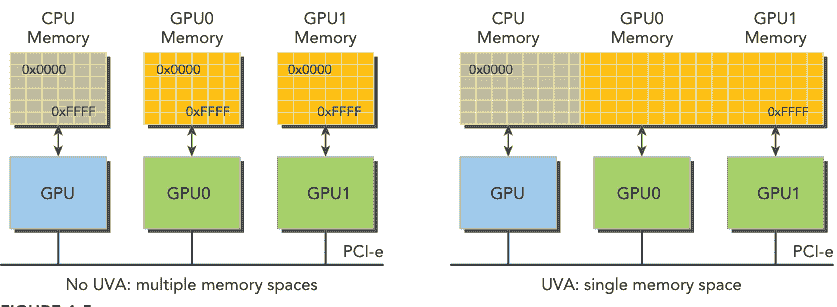 CPU
Memory
GPU0
Memory
GPU1
Memory
0x0000
0xFFFF
0x0000
0xFFFF
0x0000
0xFFFF
GPU
GPU0
GPU1
PCI-e
No UVA: multiple memory spaces
CPU
Memory
GPU0
Memory
GPU1
Memory
0x0000
0xFFFF
GPU
GPU0
GPU1
PCI-e
UVA: single memory space